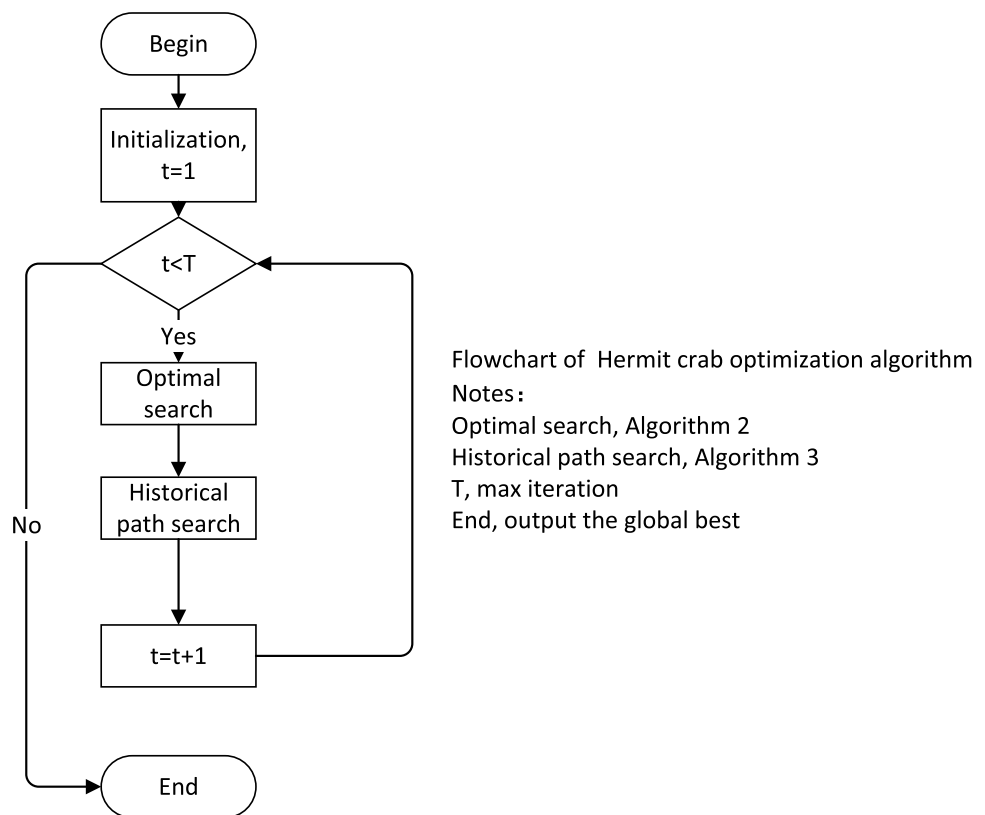 Begin
Initialization,
t=1
t<T
Yes
Optimal
search
Historical
path search
No
t=t+1
End
Flowchart of  Hermit crab optimization algorithm
Notes：
Optimal search, Algorithm 2
Historical path search, Algorithm 3
T, max iteration
End, output the global best